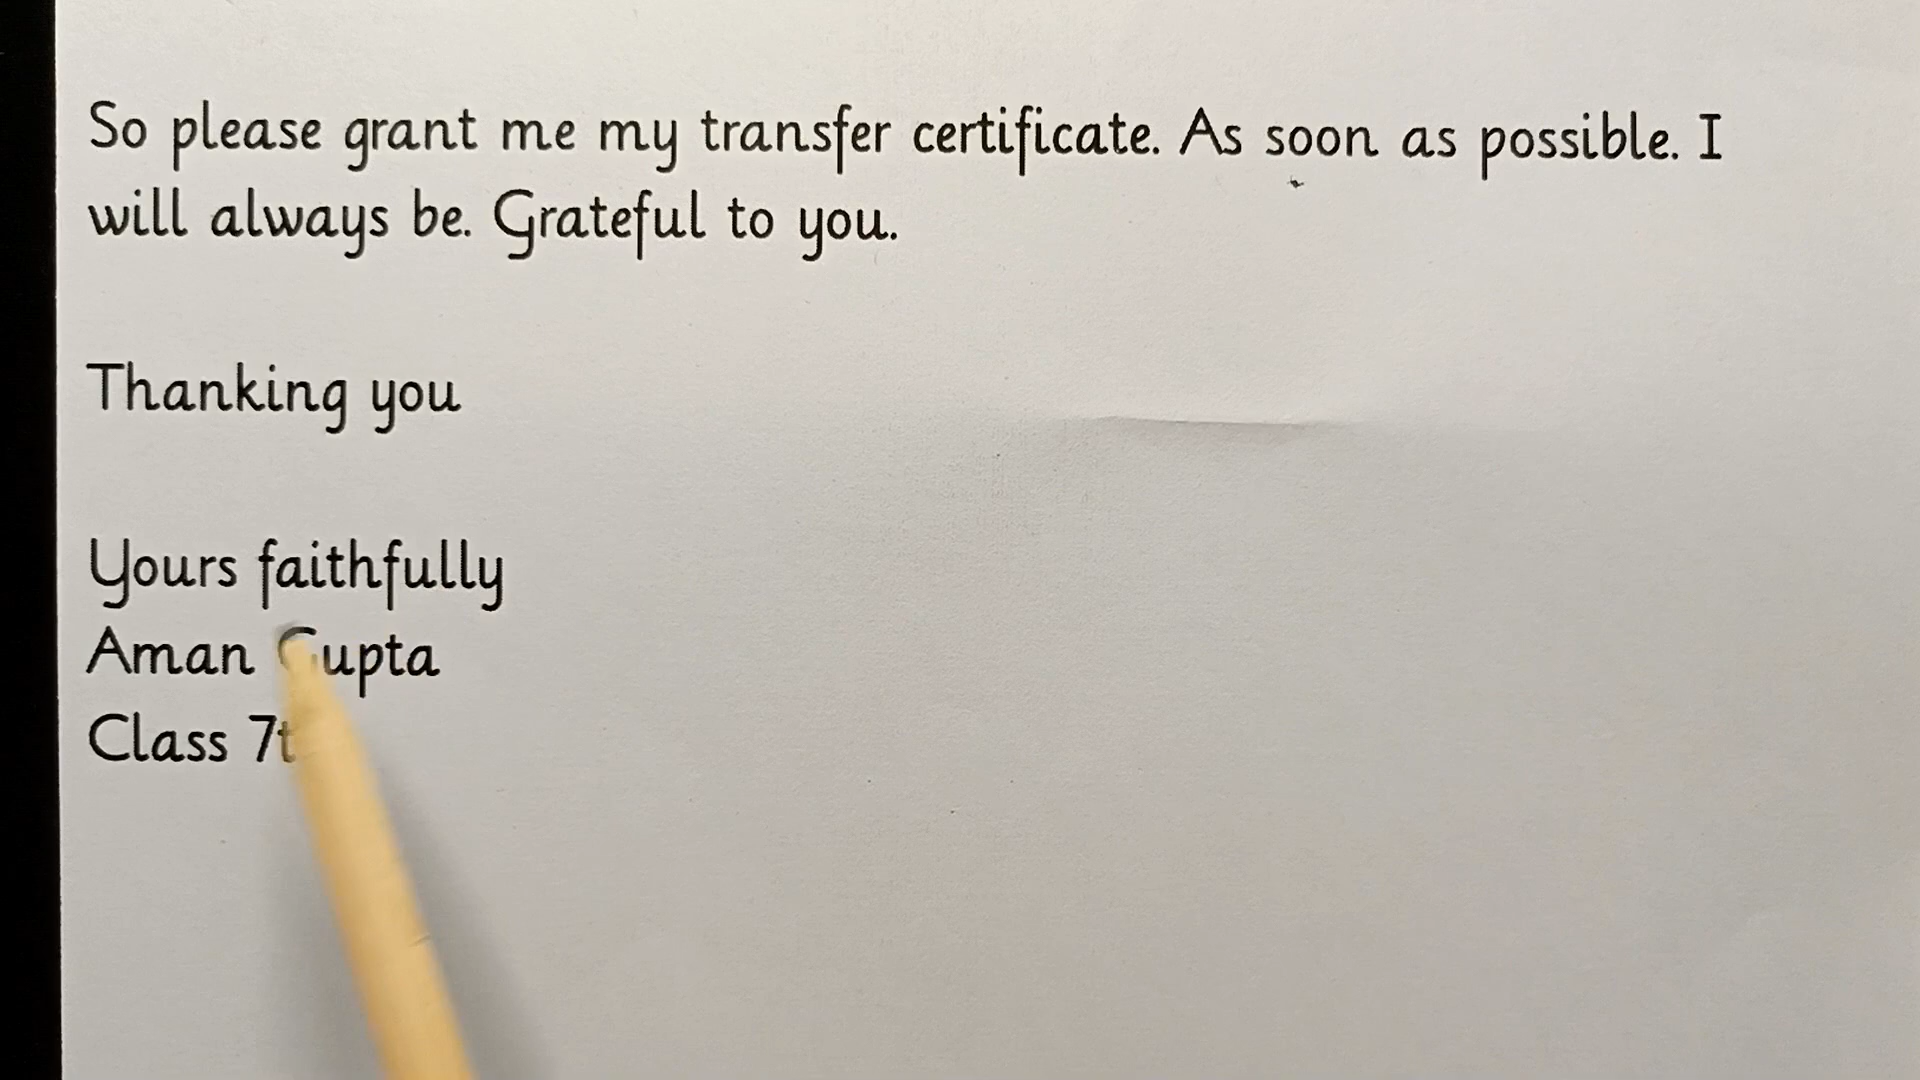 So please grant me my transfer certificate. As soon as possible. I
will always be. Grateful to you.
Thanking you
Yours faithfully
Aman Gupta
Class